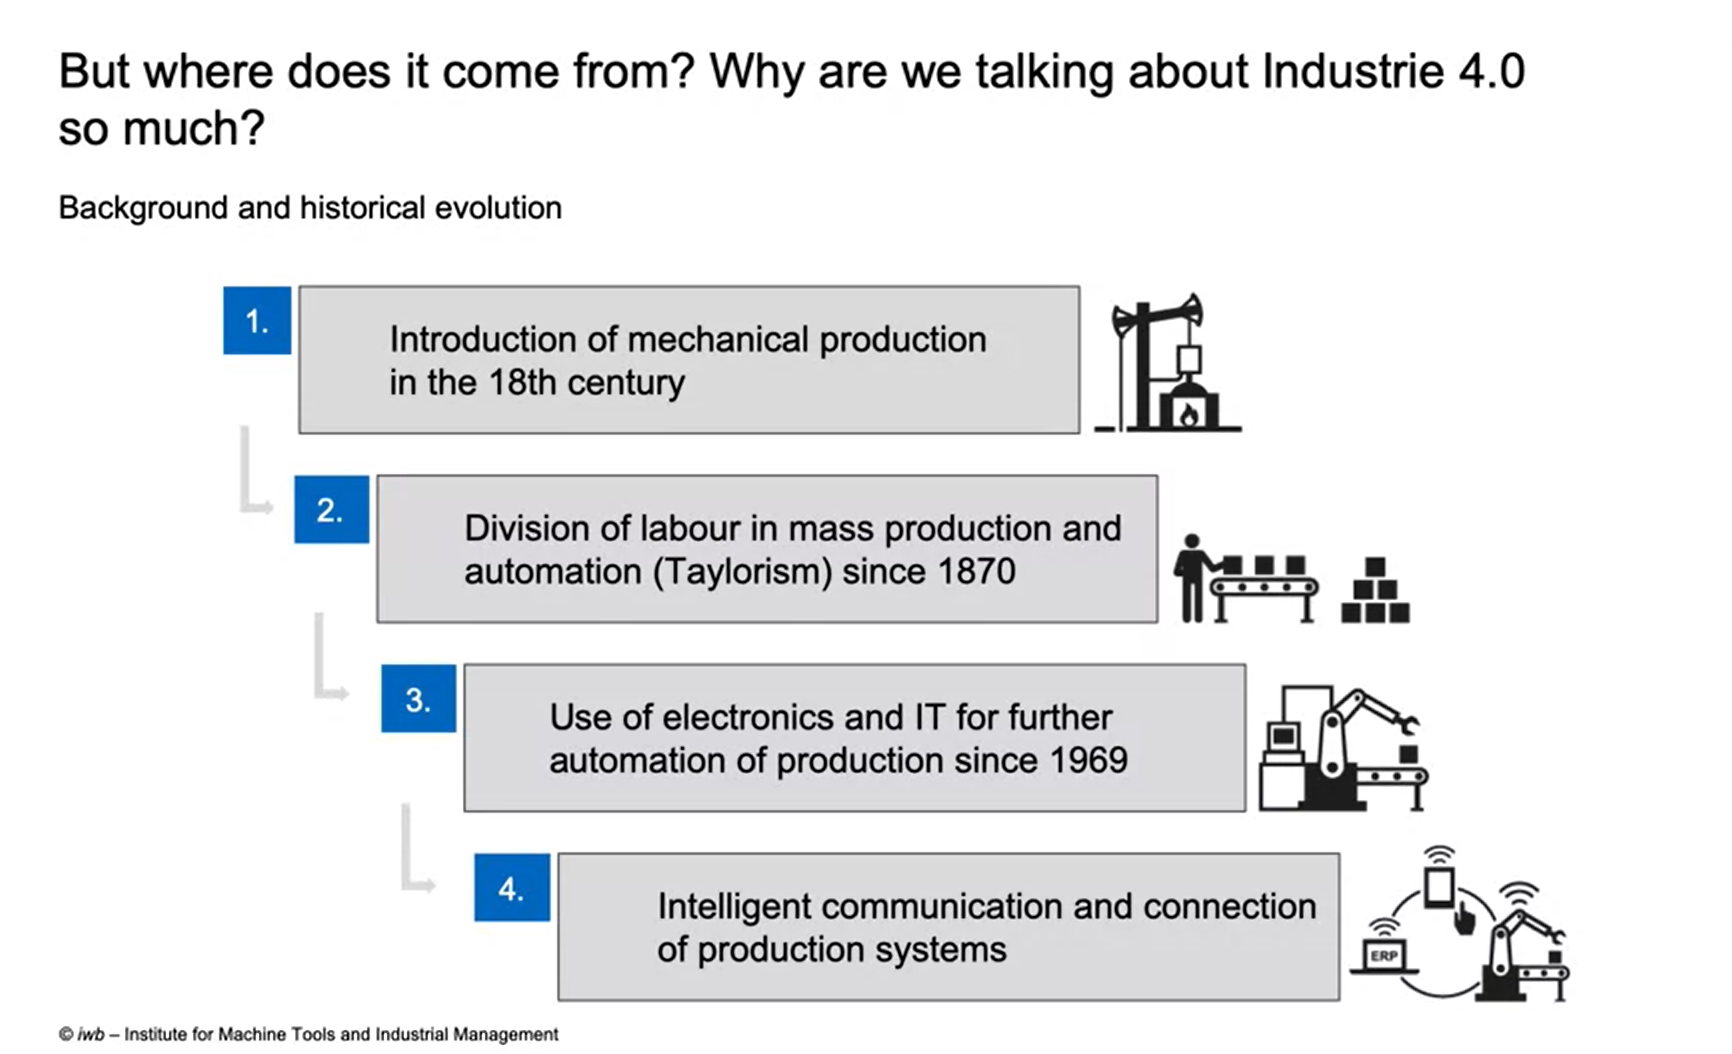 But where does it come from? Why are we talking about Industrie 4.0
so much?
Background and historical evolution
1.
Introduction of mechanical production
in the 18th century
2.
Division of labour in mass production and
automation (Taylorism) since 1870
3.
Use of electronics and IT for further
automation of production since 1969
4.
Intelligent communication and connection
of production systems
ERP
© iwb – Institute for Machine Tools and Industrial Management